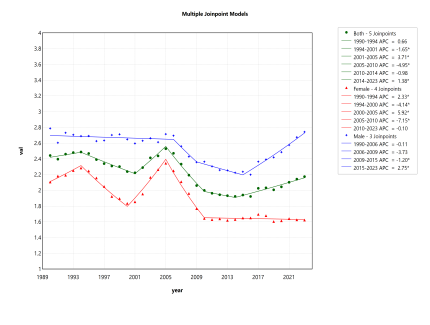 Multiple Joinpoint Models
Both - 5 Joinpoints
1990-1994 APC = 0.66
1994-2001 APC = -1.65*
2001-2005 APC = 3.71*
2005-2010 APC = -4.95*
2010-2014 APC = -0.98
2014-2023 APC = 1.38*
Female - 4 Joinpoints
1990-1994 APC = 2.33*
1994-2000 APC = -4.14*
2000-2005 APC = 5.92*
2005-2010 APC = -7.15*
2010-2023 APC = -0.10
Male - 3 Joinpoints
1990-2006 APC = -0.11
2006-2009 APC = -3.73
2009-2015 APC = -1.20*
2015-2023 APC = 2.75*
4
3.8
3.6
3.4
3.2
3
2.8
2.6
2.4
2.2
2
1.8
1.6
1.4
1.2
1
val
1989
1993
1997
2001
2005
2009
2013
2017
2021
year